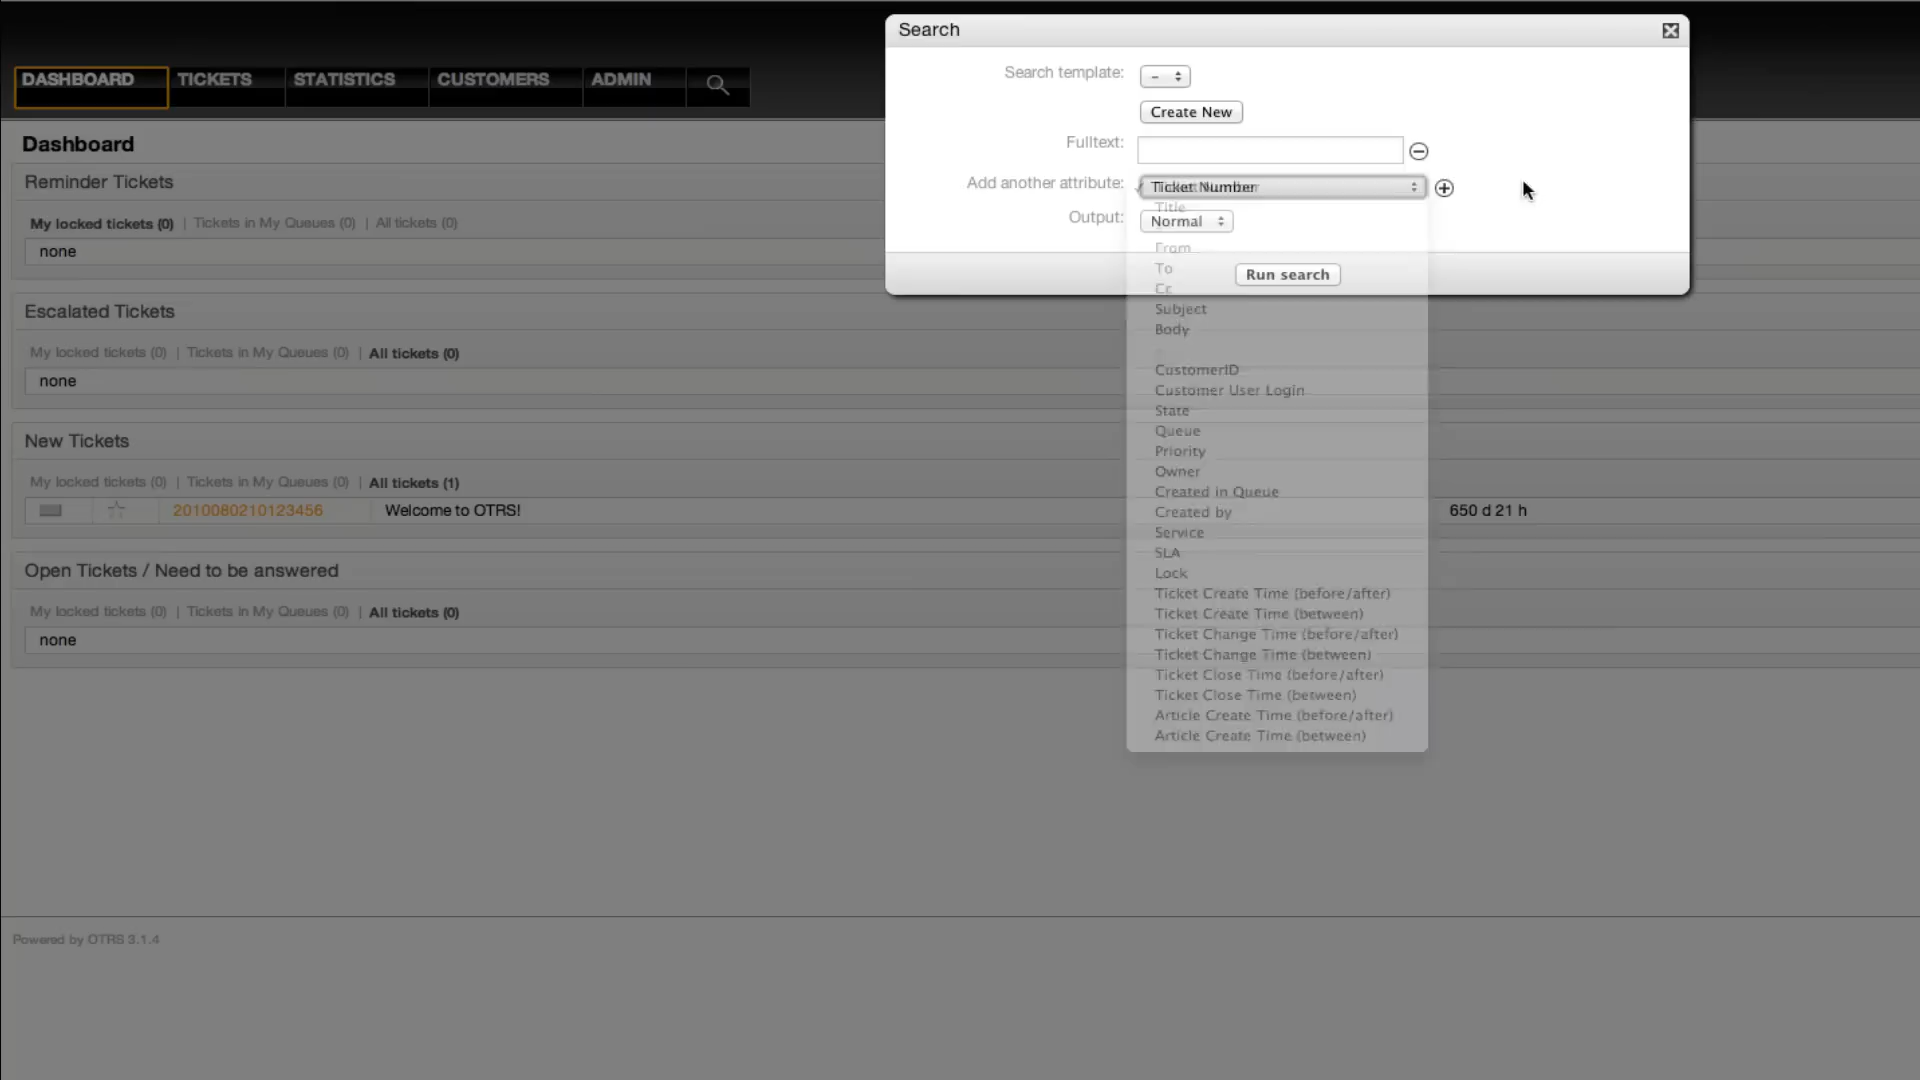 DASHBOARD TICKETS STATISTICS CUSTOMERS ADMIN
Search
Search template: -
Create New
Fulltext:
Add another attribute: Ticket Number
Title
Output: Normal
From
To
Run search
Cc
Subject
Body
CustomerID
Customer User Login
State
Queue
Priority
Owner
Created in Queue
Created by
Service
SLA
Lock
Ticket Create Time (before/after)
Ticket Create Time (between)
Ticket Change Time (before/after)
Ticket Change Time (between)
Ticket Close Time (before/after)
Ticket Close Time (between)
Article Create Time (before/after)
Article Create Time (between)
Dashboard
Reminder Tickets
My locked tickets (0) | Tickets in My Queues (0) | All tickets (0)
none
Escalated Tickets
My locked tickets (0) | Tickets in My Queues (0) | All tickets (0)
none
New Tickets
My locked tickets (0) | Tickets in My Queues (0) | All tickets (1)
2010080210123456 Welcome to OTRS! 650 d 21 h
Open Tickets / Need to be answered
My locked tickets (0) | Tickets in My Queues (0) | All tickets (0)
none
Powered by OTRS 3.1.4